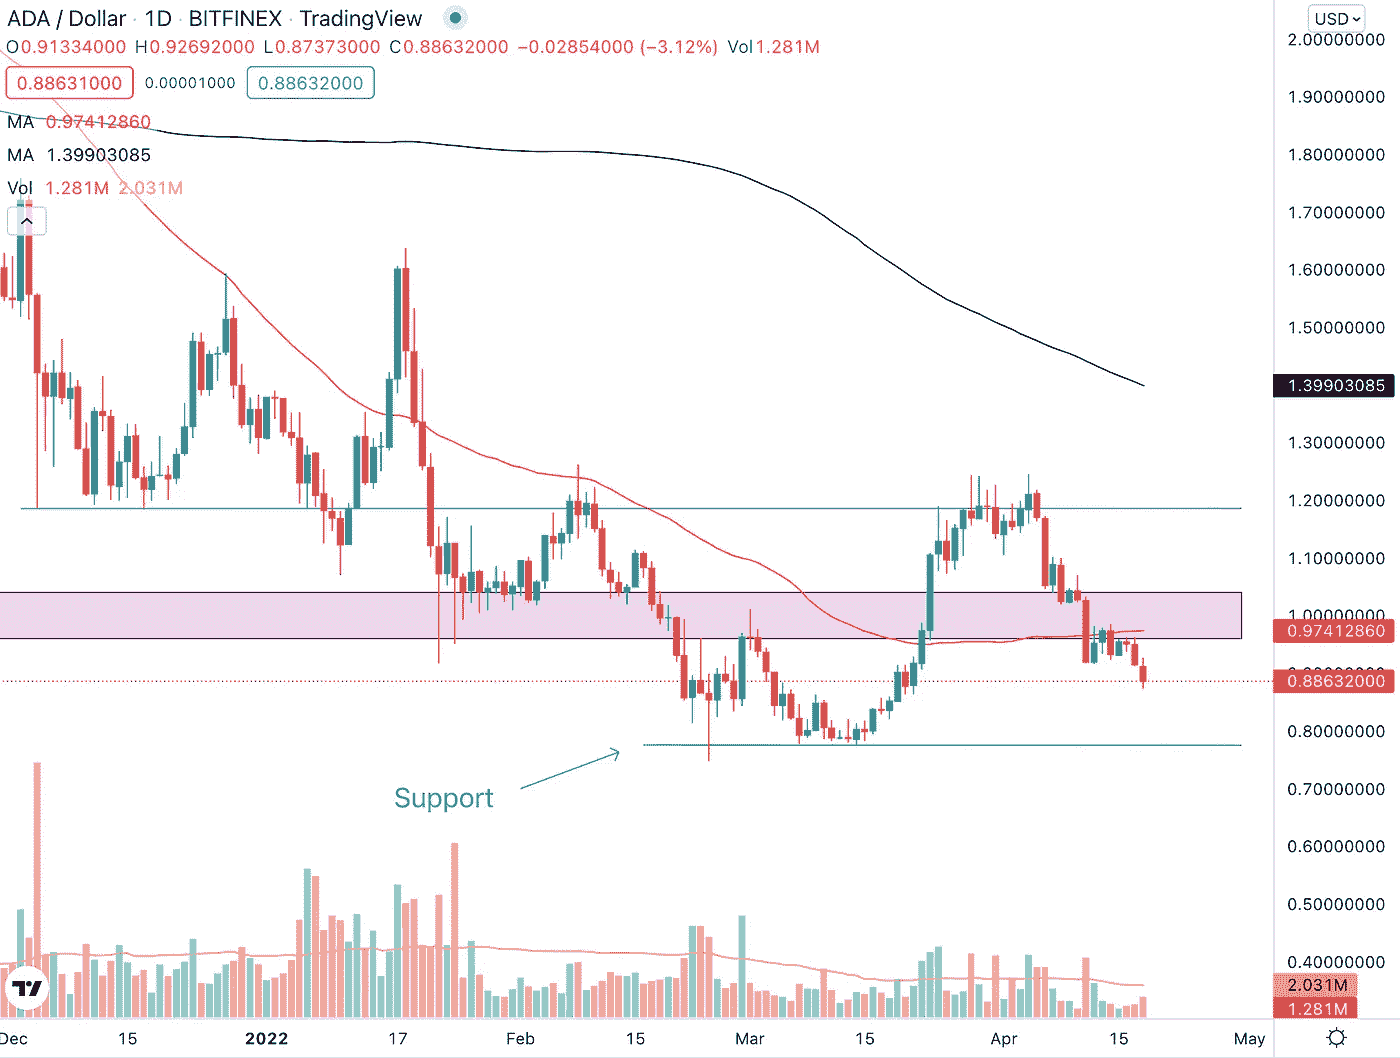 ADA / Dollar · 1D · BITFINEX · TradingView
O0.91334000 H0.92692000 L0.87373000 C0.88632000 −0.02854000 (−3.12%) Vol1.281M
0.88631000 0.00001000 0.88632000
MA 0.97412860
MA 1.39903085
Vol 1.281M 2.031M
USD
2.00000000
1.90000000
1.80000000
1.70000000
1.60000000
1.50000000
1.39903085
1.30000000
1.20000000
1.10000000
1.00000000
0.97412860
0.88632000
0.80000000
0.70000000
0.60000000
0.50000000
0.40000000
2.031M
1.281M
Support
Dec 15 2022 17 Feb 15 Mar 15 Apr 15 May